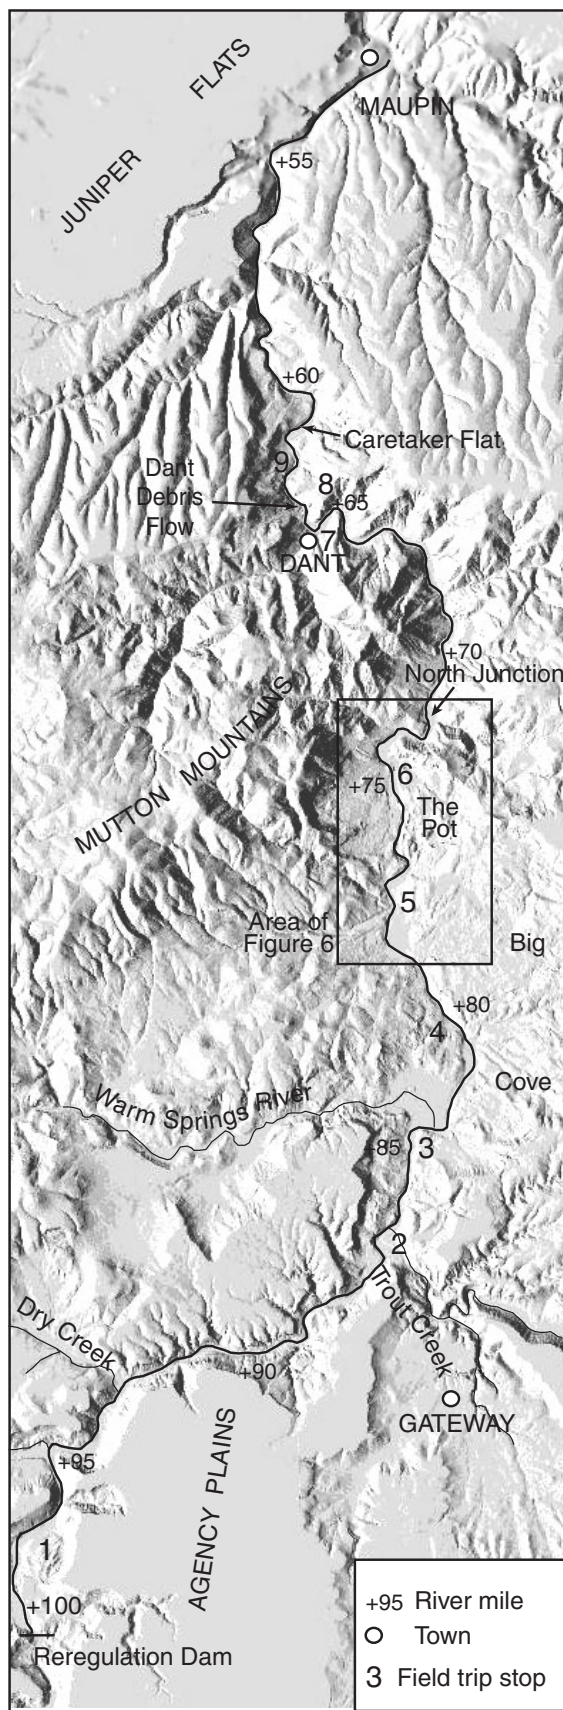 FLATS
JUNIPER
MAUPIN
+55
+60
Caretaker Flat
9
Dant
Debris
Flow
8
+65
7
DANT
+70
North Junction
MUTTON MOUNTAINS
6
+75
The
Pot
5
Area of
Figure 6
Big
+80
4
Cove
Warm Springs River
+85
3
2
Trout Creek
Dry Creek
+90
GATEWAY
AGENCY PLAINS
+95
1
+100
Reregulation Dam
+95 River mile
Town
3 Field trip stop